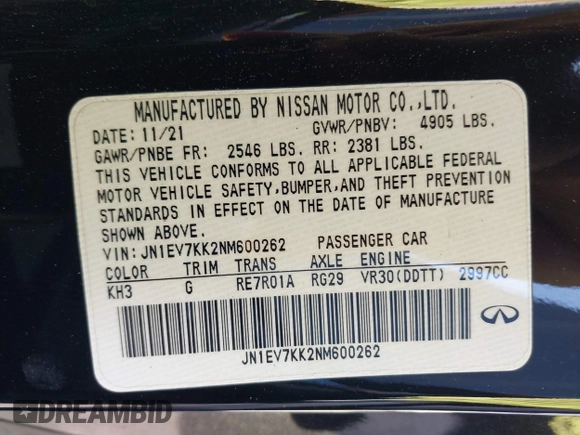 MANUFACTURED BY NISSAN MOTOR CO.,LTD.
DATE: 11/21 GVWR/PNBV: 4905 LBS.
GAWR/PNBE FR: 2546 LBS. RR: 2381 LBS.
THIS VEHICLE CONFORMS TO ALL APPLICABLE FEDERAL
MOTOR VEHICLE SAFETY,BUMPER,AND THEFT PREVENTION
STANDARDS IN EFFECT ON THE DATE OF MANUFACTURE
SHOWN ABOVE.
VIN: JN1EV7KK2NM600262 PASSENGER CAR
COLOR TRIM TRANS AXLE ENGINE
KH3 G RE7R01A RG29 VR30(DDTT) 2997CC
JN1EV7KK2NM600262
DREAMBID